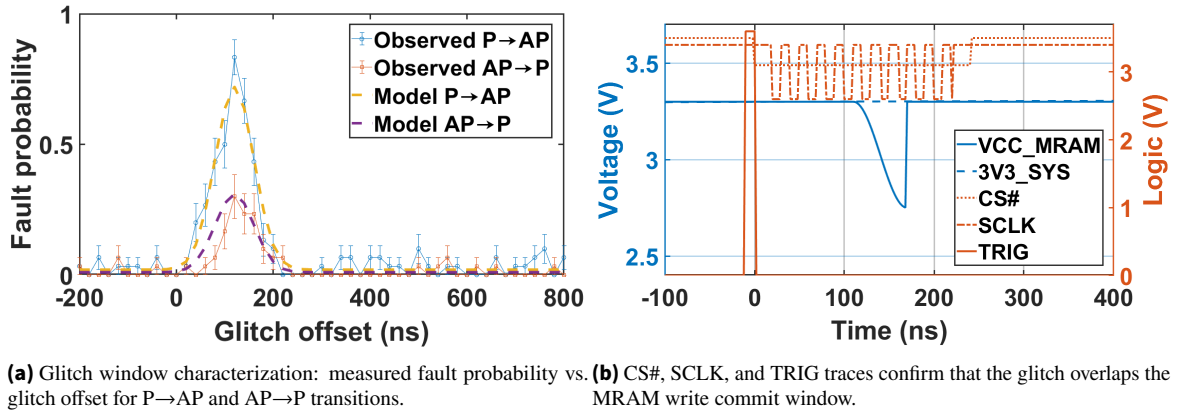 1
0.5
0
Fault probability
-200
0
200
400
600
800
Glitch offset (ns)
Observed P→AP
Observed AP→P
Model P→AP
Model AP→P
3.5
3
2.5
Voltage (V)
-100
0
100
200
300
400
Time (ns)
3
2
1
0
Logic (V)
VCC_MRAM
3V3_SYS
CS#
SCLK
TRIG
(a) Glitch window characterization: measured fault probability vs.
glitch offset for P→AP and AP→P transitions.
(b) CS#, SCLK, and TRIG traces confirm that the glitch overlaps the
MRAM write commit window.